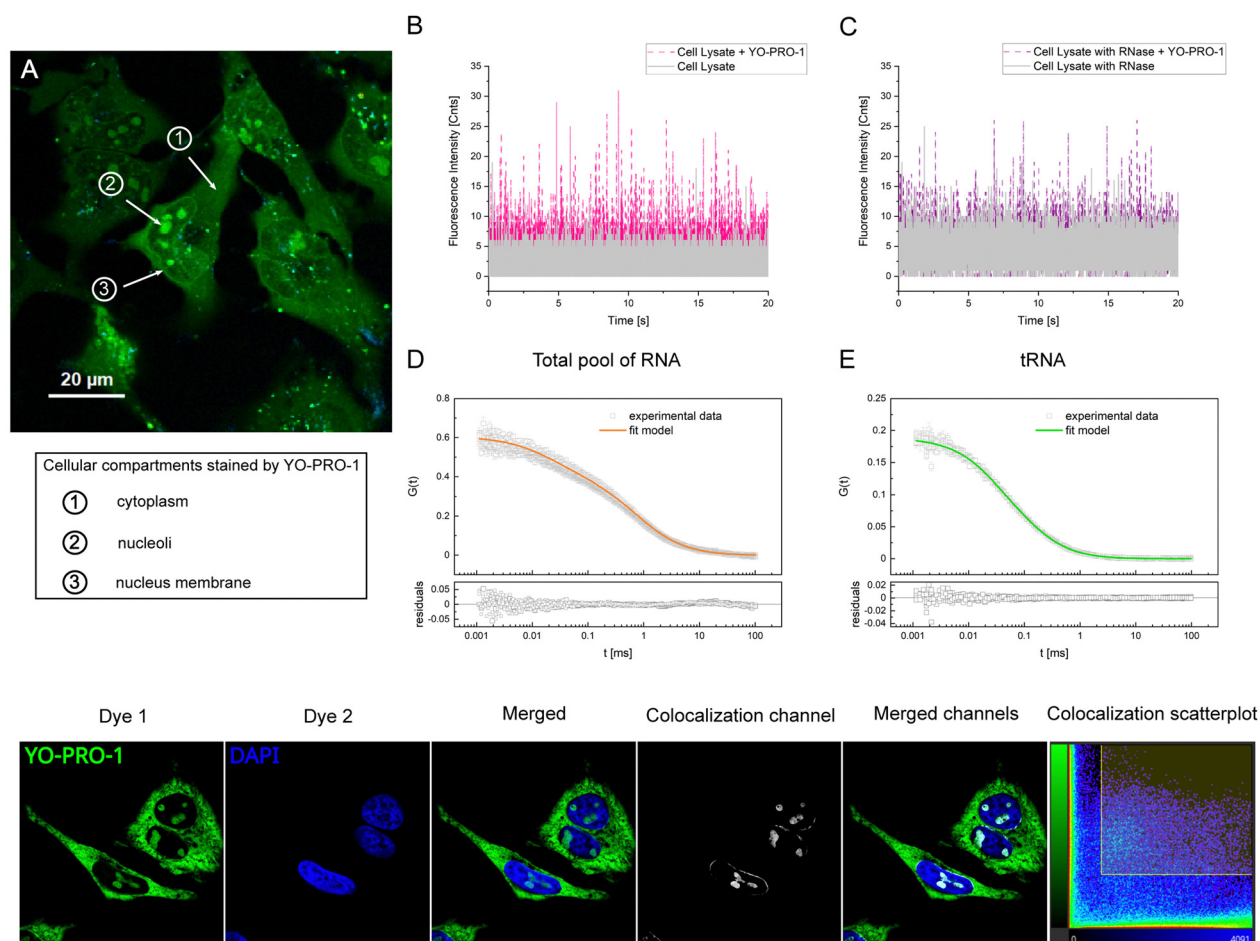 A
1
2
3
20 µm
Cellular compartments stained by YO-PRO-1
1 cytoplasm
2 nucleoli
3 nucleus membrane
B
Cell Lysate + YO-PRO-1
Cell Lysate
Fluorescence Intensity [Cnts]
35
30
25
20
15
10
5
0
0 5 10 15 20
Time [s]
C
Cell Lysate with RNase + YO-PRO-1
Cell Lysate with RNase
Fluorescence Intensity [Cnts]
35
30
25
20
15
10
5
0
0 5 10 15 20
Time [s]
D
Total pool of RNA
experimental data
fit model
G(t)
0.8
0.6
0.4
0.2
0
residuals
0.05
0
-0.05
0.001 0.01 0.1 1 10 100
t [ms]
E
tRNA
experimental data
fit model
G(t)
0.25
0.20
0.15
0.10
0.05
0
residuals
0.02
0
-0.02
-0.04
0.001 0.01 0.1 1 10 100
t [ms]
Dye 1 Dye 2 Merged Colocalization channel Merged channels Colocalization scatterplot
YO-PRO-1 DAPI
0 4091